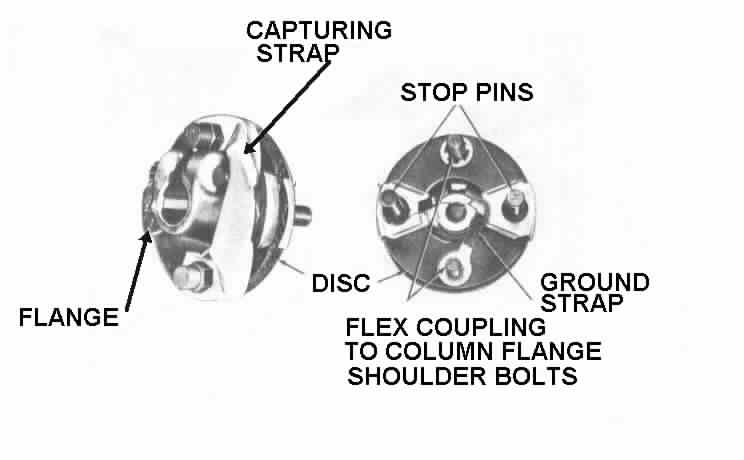 CAPTURING
STRAP
STOP PINS
DISC
FLANGE
GROUND
STRAP
FLEX COUPLING
TO COLUMN FLANGE
SHOULDER BOLTS